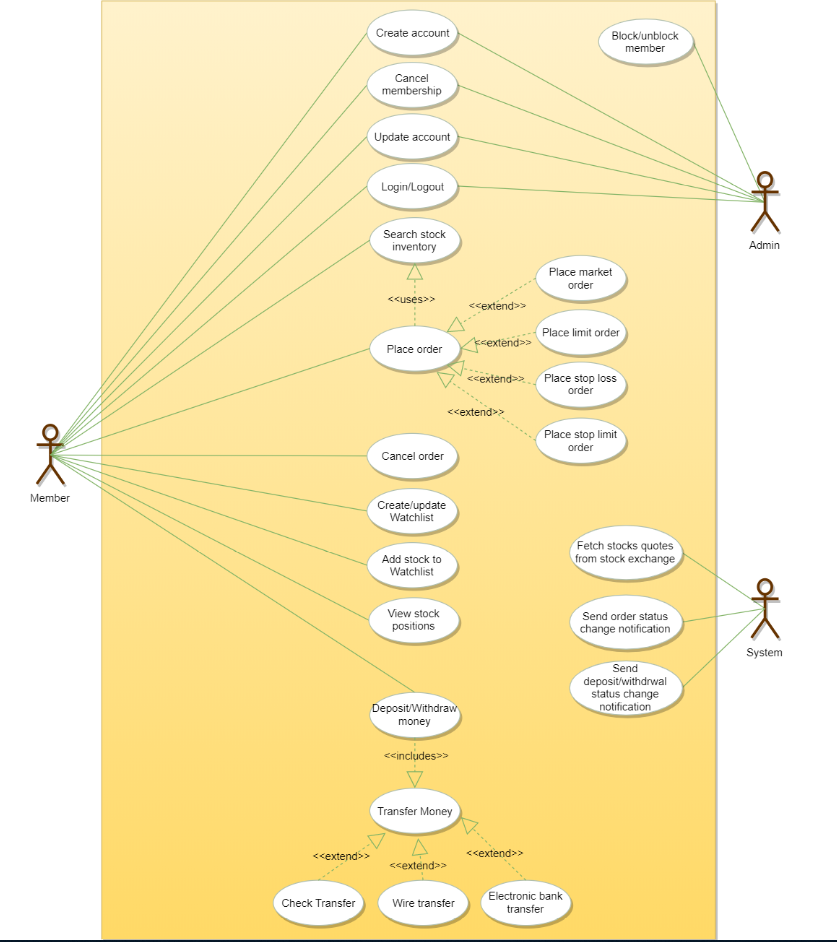 Create account
Block/unblock
member
Cancel
membership
Update account
Login/Logout
Admin
Search stock
inventory
<<uses>>
Place market
order
<<extend>>
Place order
<<extend>>
Place limit order
<<extend>>
Place stop loss
order
<<extend>>
Place stop limit
order
Member
Cancel order
Create/update
Watchlist
Add stock to
Watchlist
View stock
positions
Fetch stocks quotes
from stock exchange
Send order status
change notification
System
Send
deposit/withdrwal
status change
notification
Deposit/Withdraw
money
<<includes>>
Transfer Money
<<extend>>
<<extend>>
<<extend>>
Check Transfer
Wire transfer
Electronic bank
transfer